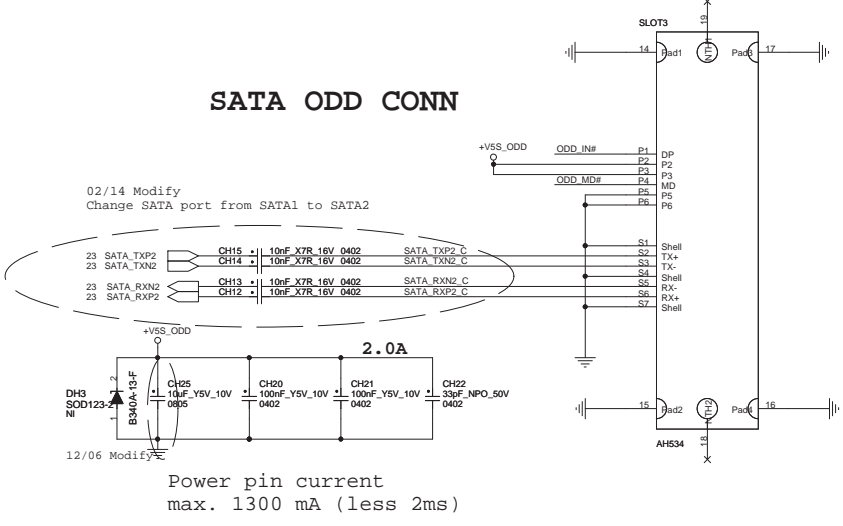 SLOT3
19
14 Pad1 NTH1 Pad3 17
SATA ODD CONN
+V5S_ODD
ODD_IN# P1 DP
P2 P2
P3 P3
ODD_MD# P4 MD
P5 P5
P6 P6
02/14 Modify
Change SATA port from SATA1 to SATA2
S1 Shell
23 SATA_TXP2 CH15 10nF_X7R_16V 0402 SATA_TXP2_C S2 TX+
23 SATA_TXN2 CH14 10nF_X7R_16V 0402 SATA_TXN2_C S3 TX-
S4 Shell
23 SATA_RXN2 CH13 10nF_X7R_16V 0402 SATA_RXN2_C S5 RX-
23 SATA_RXP2 CH12 10nF_X7R_16V 0402 SATA_RXP2_C S6 RX+
S7 Shell
+V5S_ODD
2.0A
DH3
SOD123-2
NI
2
1
B340A-13-F
CH25
10uF_Y5V_10V
0805
CH20
100nF_Y5V_10V
0402
CH21
100nF_Y5V_10V
0402
CH22
33pF_NPO_50V
0402
15 Pad2 NTH2 Pad4 16
18
AH534
12/06 Modify
Power pin current
max. 1300 mA (less 2ms)